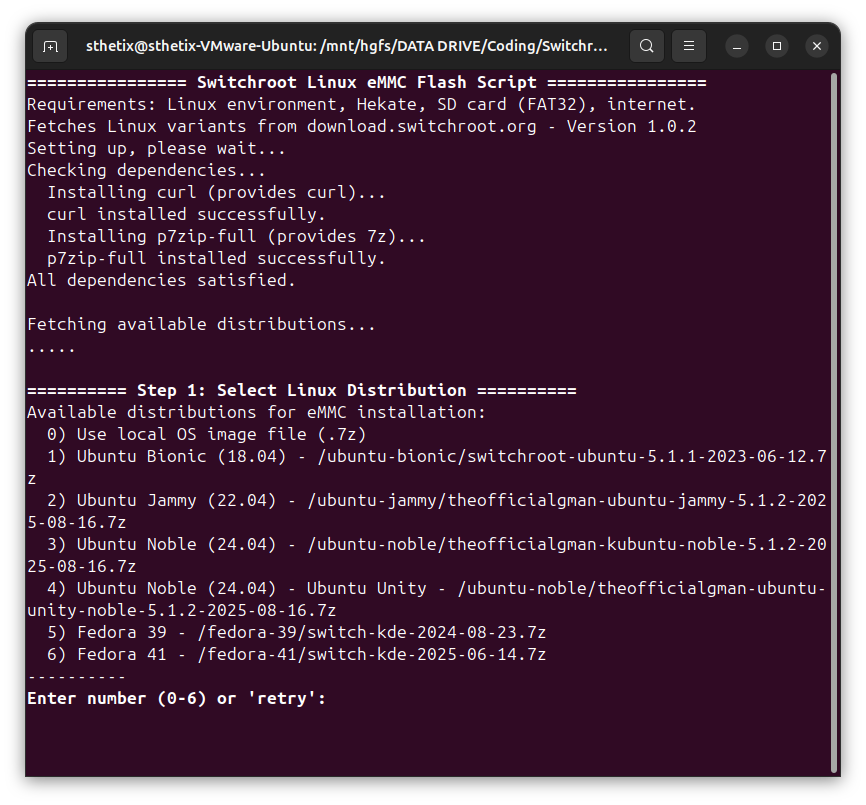 sthetix@sthetix-VMware-Ubuntu: /mnt/hgfs/DATA DRIVE/Coding/Switchr...
================ Switchroot Linux eMMC Flash Script ================
Requirements: Linux environment, Hekate, SD card (FAT32), internet.
Fetches Linux variants from download.switchroot.org - Version 1.0.2
Setting up, please wait...
Checking dependencies...
  Installing curl (provides curl)...
  curl installed successfully.
  Installing p7zip-full (provides 7z)...
  p7zip-full installed successfully.
All dependencies satisfied.

Fetching available distributions...
.....

========== Step 1: Select Linux Distribution ==========
Available distributions for eMMC installation:
  0) Use local OS image file (.7z)
  1) Ubuntu Bionic (18.04) - /ubuntu-bionic/switchroot-ubuntu-5.1.1-2023-06-12.7
z
  2) Ubuntu Jammy (22.04) - /ubuntu-jammy/theofficialgman-ubuntu-jammy-5.1.2-202
5-08-16.7z
  3) Ubuntu Noble (24.04) - /ubuntu-noble/theofficialgman-kubuntu-noble-5.1.2-20
25-08-16.7z
  4) Ubuntu Noble (24.04) - Ubuntu Unity - /ubuntu-noble/theofficialgman-ubuntu-
unity-noble-5.1.2-2025-08-16.7z
  5) Fedora 39 - /fedora-39/switch-kde-2024-08-23.7z
  6) Fedora 41 - /fedora-41/switch-kde-2025-06-14.7z
----------
Enter number (0-6) or 'retry':